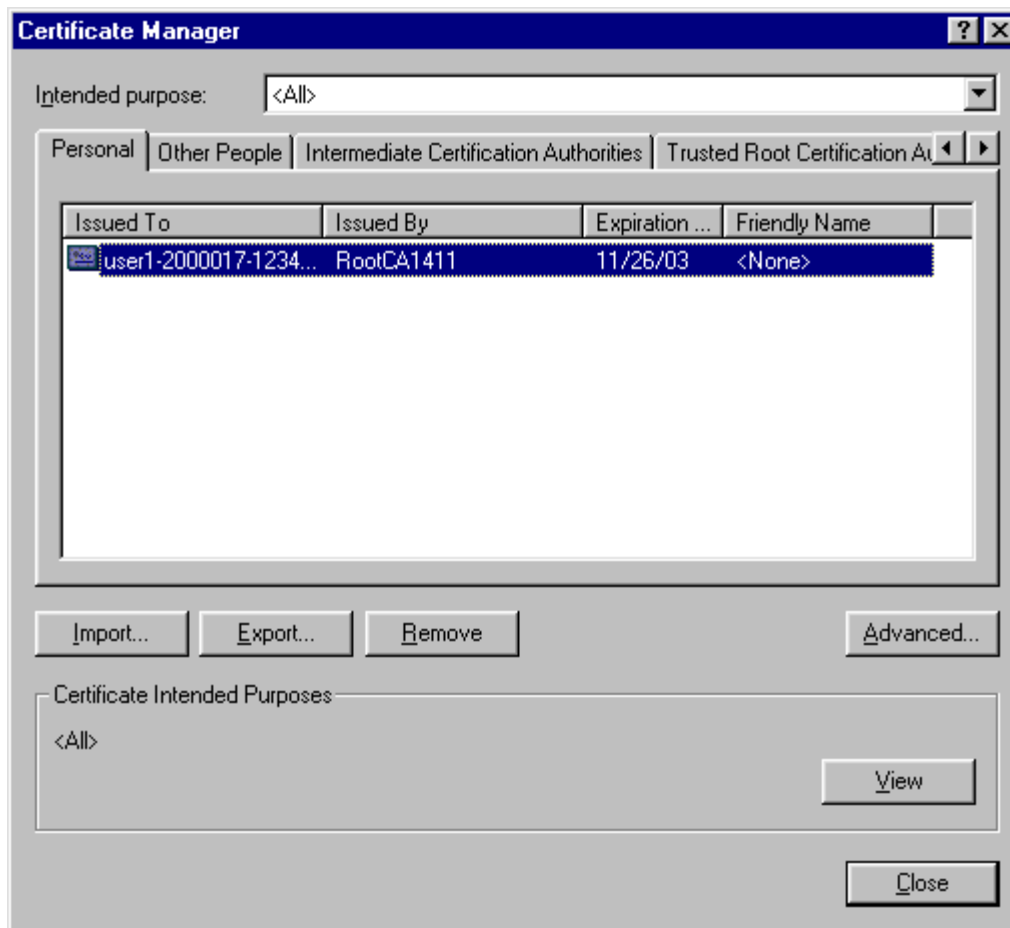 Certificate Manager
Intended purpose: <All>
Personal Other People Intermediate Certification Authorities Trusted Root Certification Au
Issued To Issued By Expiration ... Friendly Name
user1-2000017-1234... RootCA1411 11/26/03 <None>
Import... Export... Remove Advanced...
Certificate Intended Purposes
<All>
View
Close